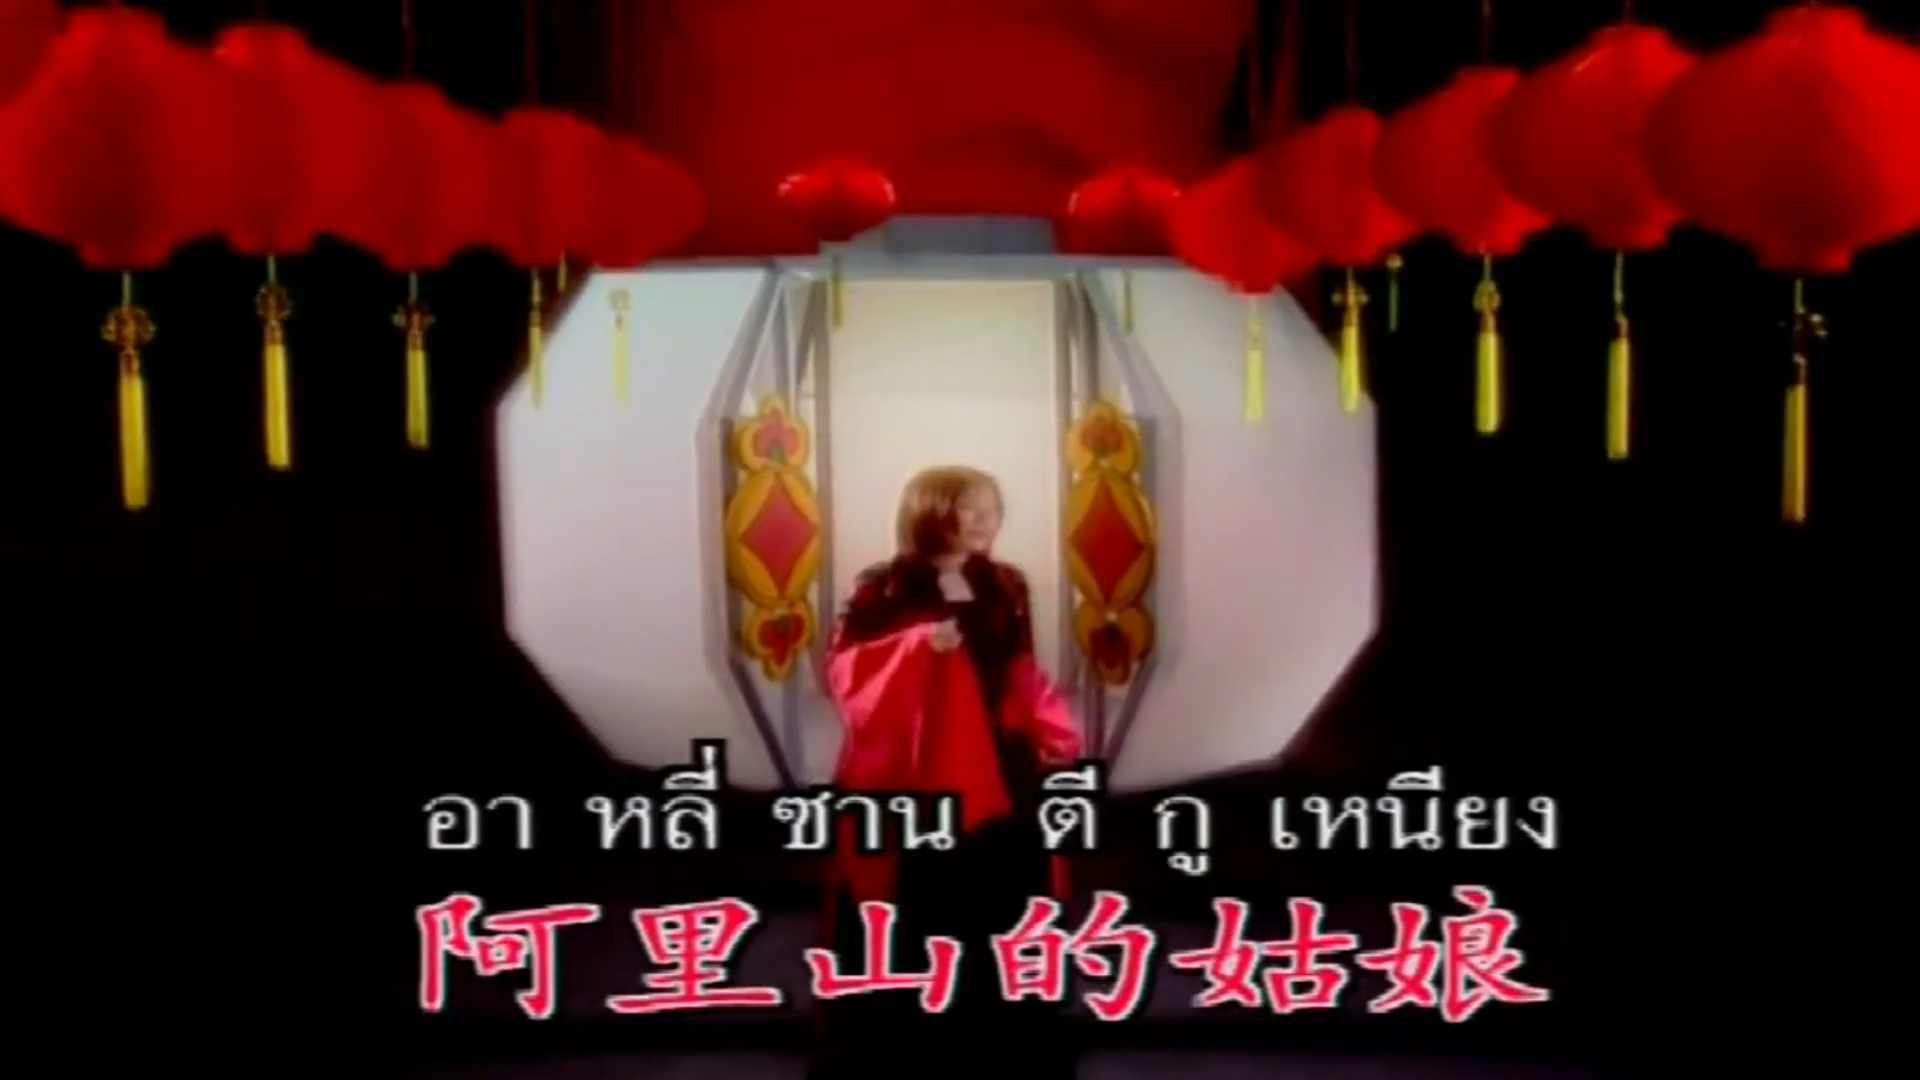 อา หลี่ ซาน ตี กู เหนียง
阿里山的姑娘